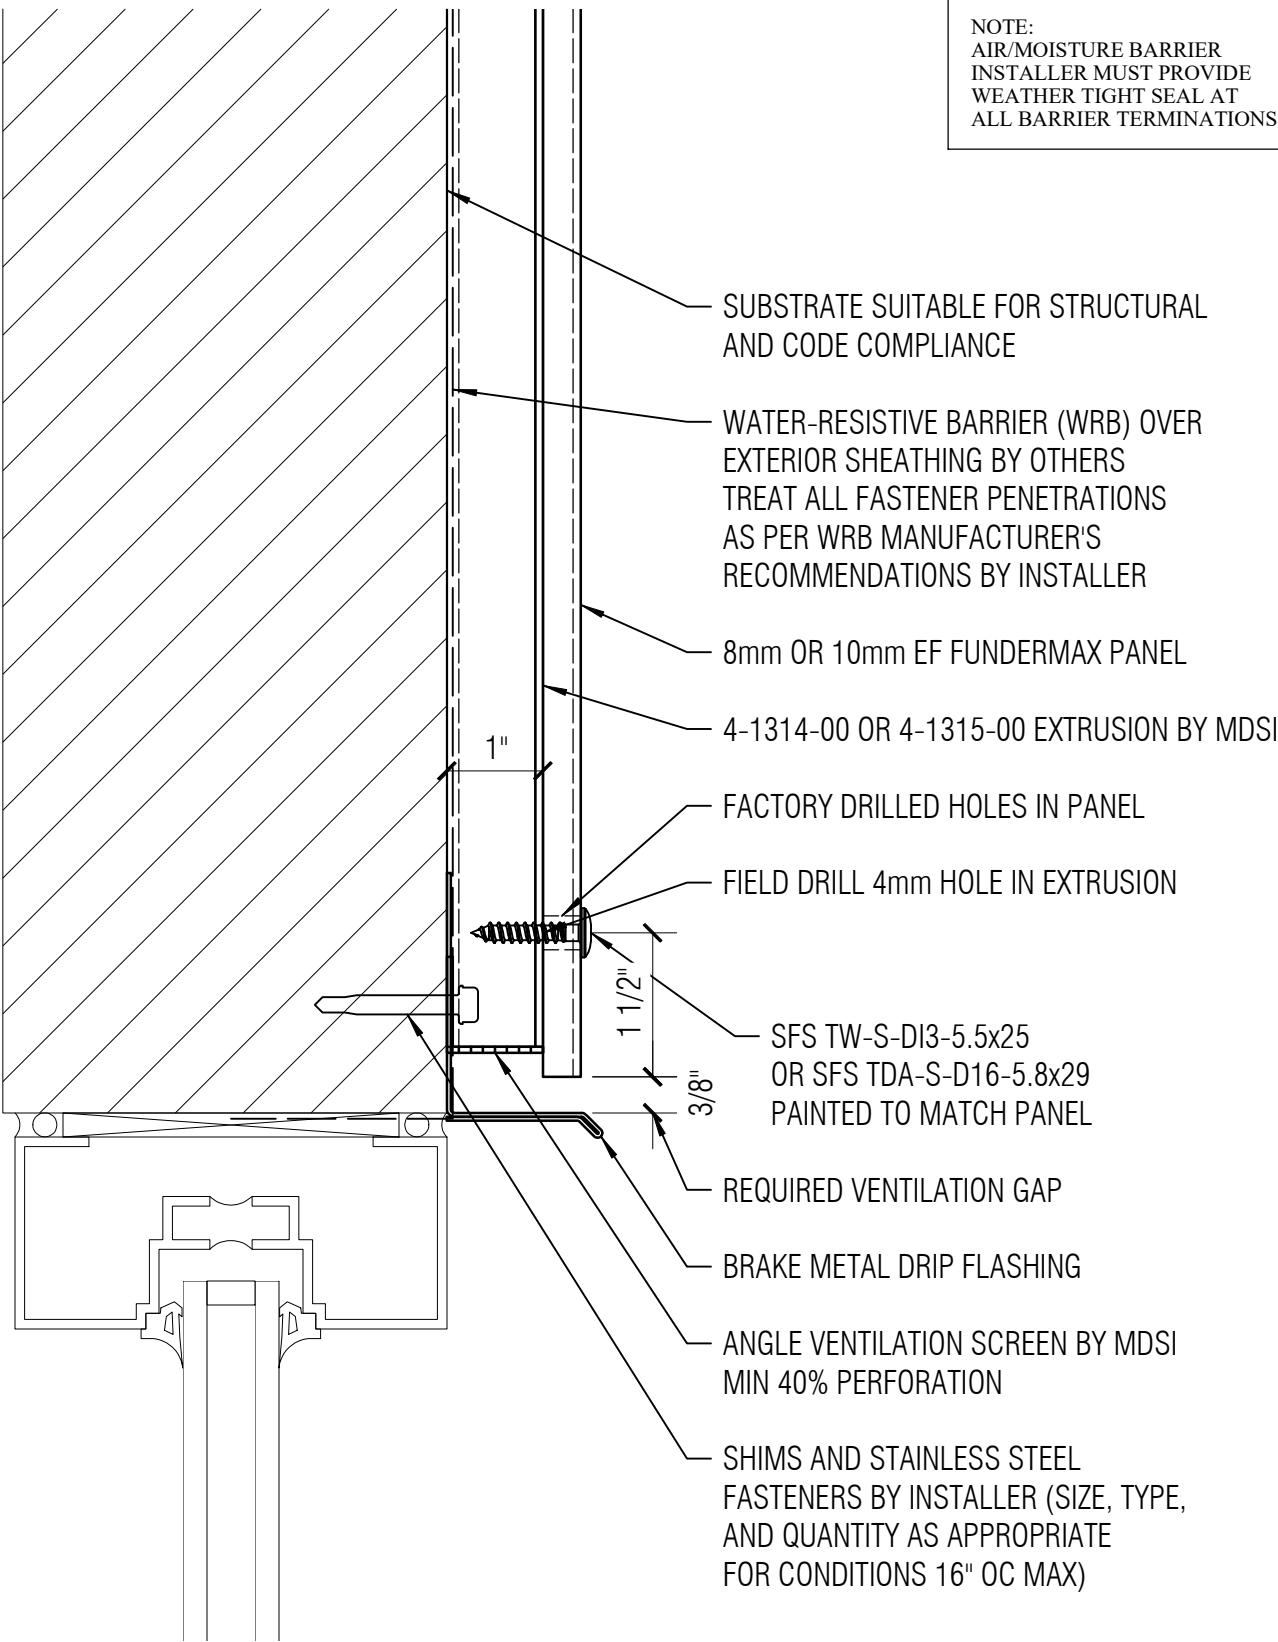 NOTE:
AIR/MOISTURE BARRIER
INSTALLER MUST PROVIDE
WEATHER TIGHT SEAL AT
ALL BARRIER TERMINATIONS
SUBSTRATE SUITABLE FOR STRUCTURAL
AND CODE COMPLIANCE
WATER-RESISTIVE BARRIER (WRB) OVER
EXTERIOR SHEATHING BY OTHERS
TREAT ALL FASTENER PENETRATIONS
AS PER WRB MANUFACTURER'S
RECOMMENDATIONS BY INSTALLER
8mm OR 10mm EF FUNDERMAX PANEL
4-1314-00 OR 4-1315-00 EXTRUSION BY MDSI
1"
FACTORY DRILLED HOLES IN PANEL
FIELD DRILL 4mm HOLE IN EXTRUSION
1 1/2"
SFS TW-S-DI3-5.5x25
OR SFS TDA-S-D16-5.8x29
PAINTED TO MATCH PANEL
3/8"
REQUIRED VENTILATION GAP
BRAKE METAL DRIP FLASHING
ANGLE VENTILATION SCREEN BY MDSI
MIN 40% PERFORATION
SHIMS AND STAINLESS STEEL
FASTENERS BY INSTALLER (SIZE, TYPE,
AND QUANTITY AS APPROPRIATE
FOR CONDITIONS 16" OC MAX)